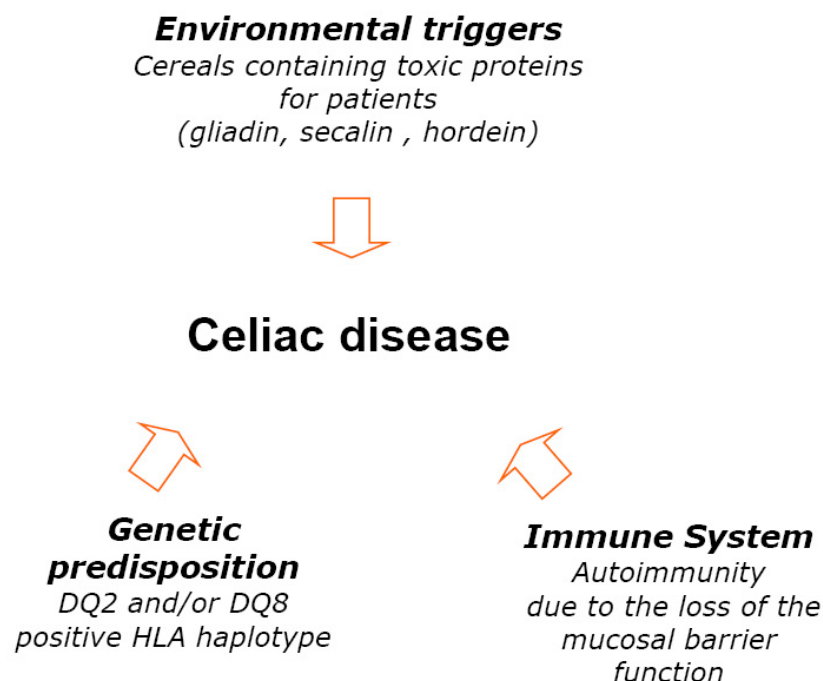 Environmental triggers
Cereals containing toxic proteins
for patients
(gliadin, secalin , hordein)
Celiac disease
Genetic
predisposition
DQ2 and/or DQ8
positive HLA haplotype
Immune System
Autoimmunity
due to the loss of the
mucosal barrier
function